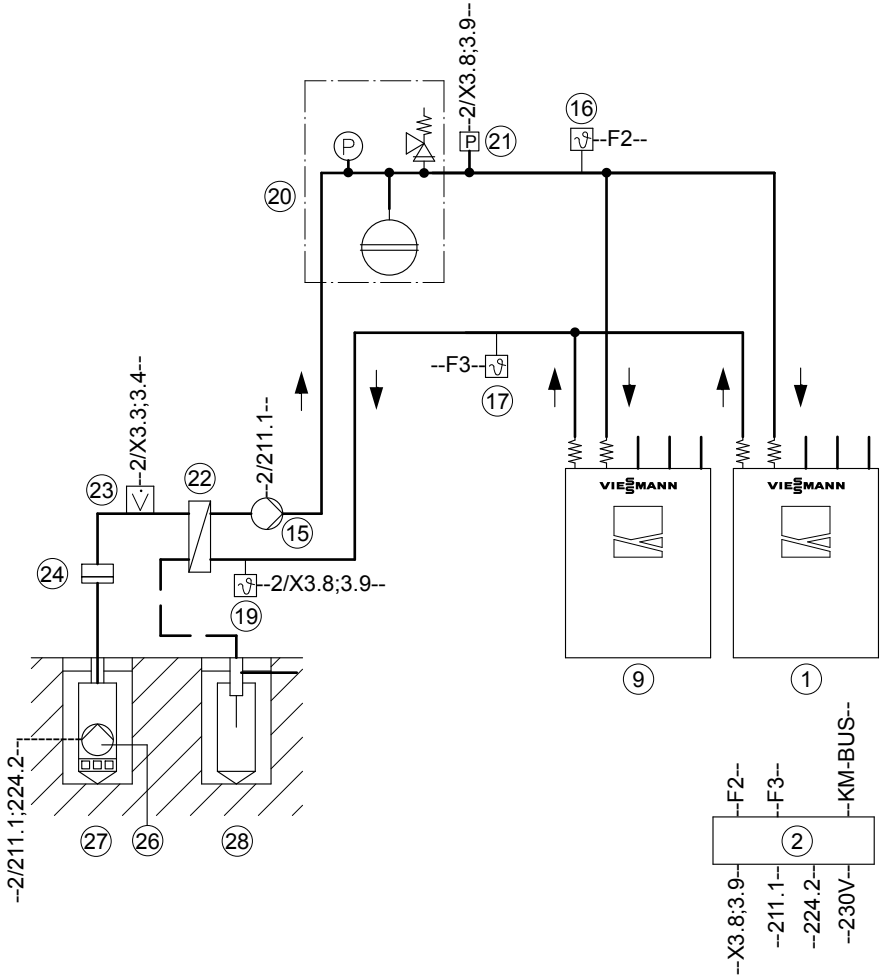 --2/X3.8;3.9--
16
P
21
--F2--
P
20
--F3--
17
--2/X3.3;3.4--
--2/211.1--
22
23
15
24
--2/X3.8;3.9--
19
VIESMANN
VIESMANN
9
1
--2/211.1;224.2--
27
26
28
--F2--
--F3--
--KM-BUS--
2
--X3.8;3.9--
--211.1--
--224.2--
--230V--